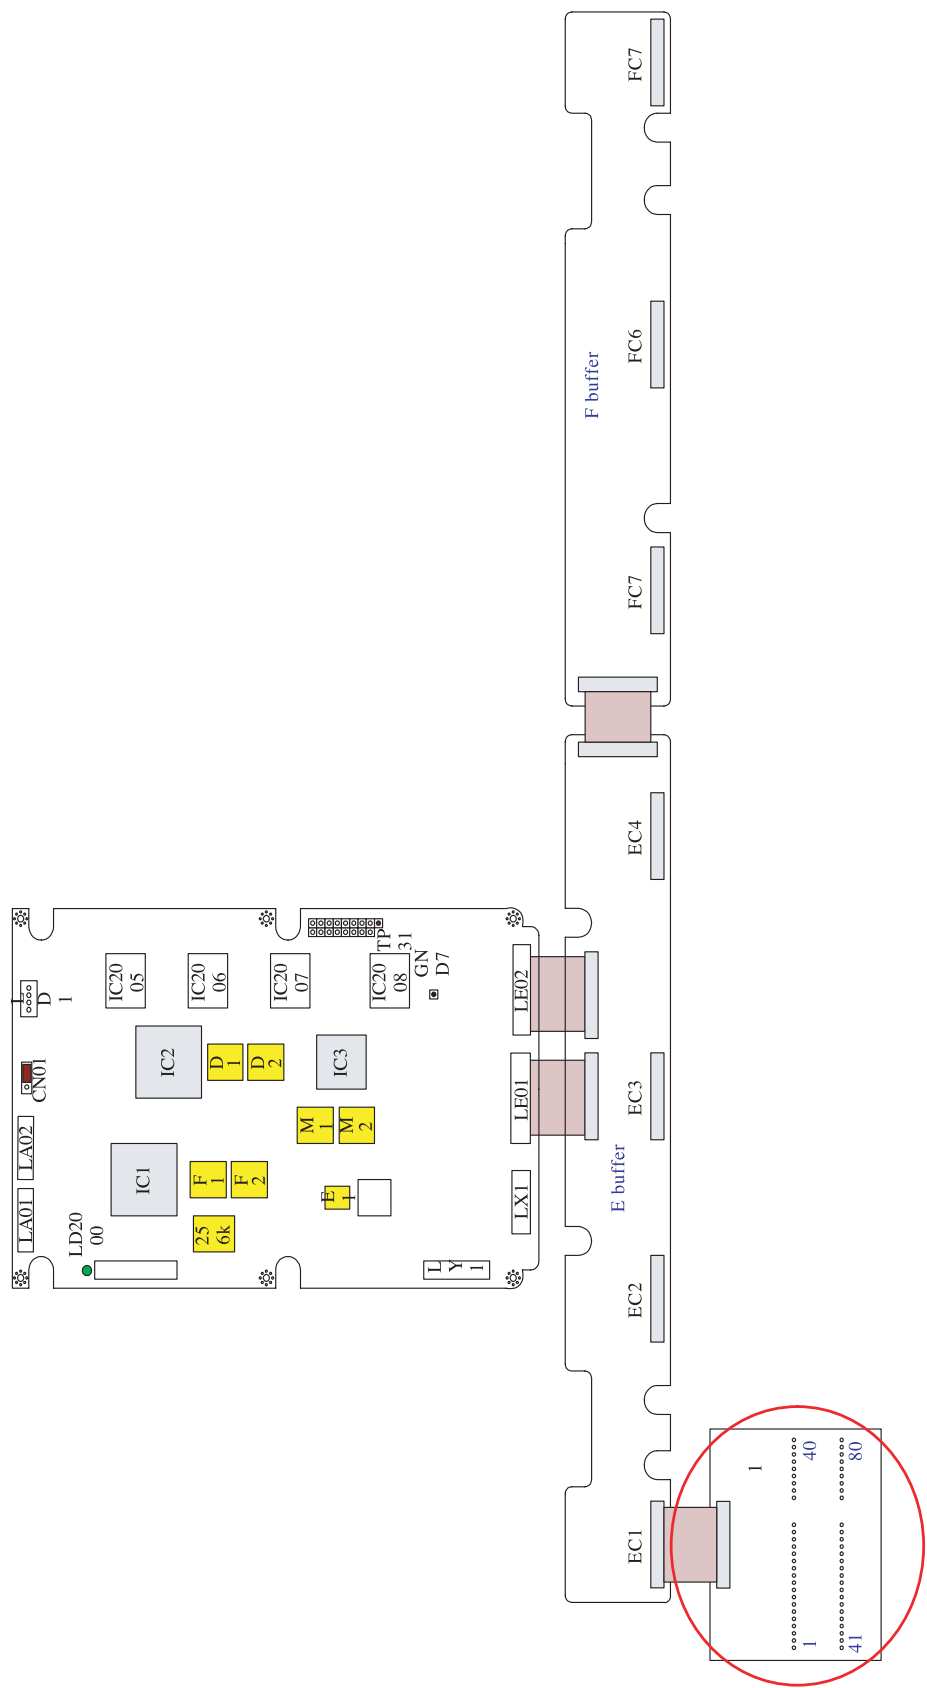 FC7
FC6
F buffer
FC7
EC4
TP
31
GN
D7
L
D
1
IC20
05
IC20
06
IC20
07
IC20
08
LE02
CN01
IC2
D
1
D
2
IC3
LE01
EC3
LA02
M
1
M
2
LA01
IC1
F
1
F
2
E
1
LX1
E buffer
LD20
00
25
6k
L
Y
1
EC2
EC1
1
40
80
1
41